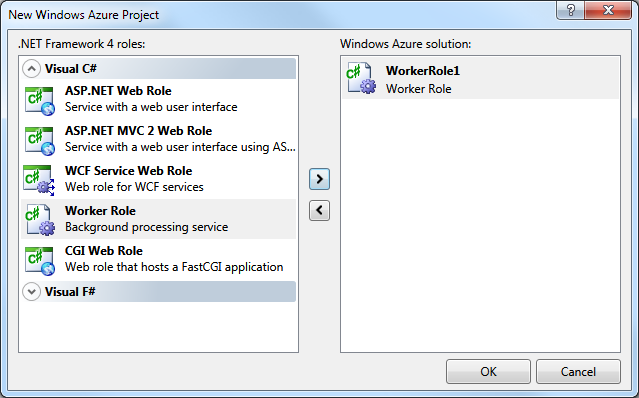 New Windows Azure Project
.NET Framework 4 roles:
Visual C#
ASP.NET Web Role
Service with a web user interface
ASP.NET MVC 2 Web Role
Service with a web user interface using AS...
WCF Service Web Role
Web role for WCF services
Worker Role
Background processing service
CGI Web Role
Web role that hosts a FastCGI application
Visual F#
Windows Azure solution:
WorkerRole1
Worker Role
OK
Cancel